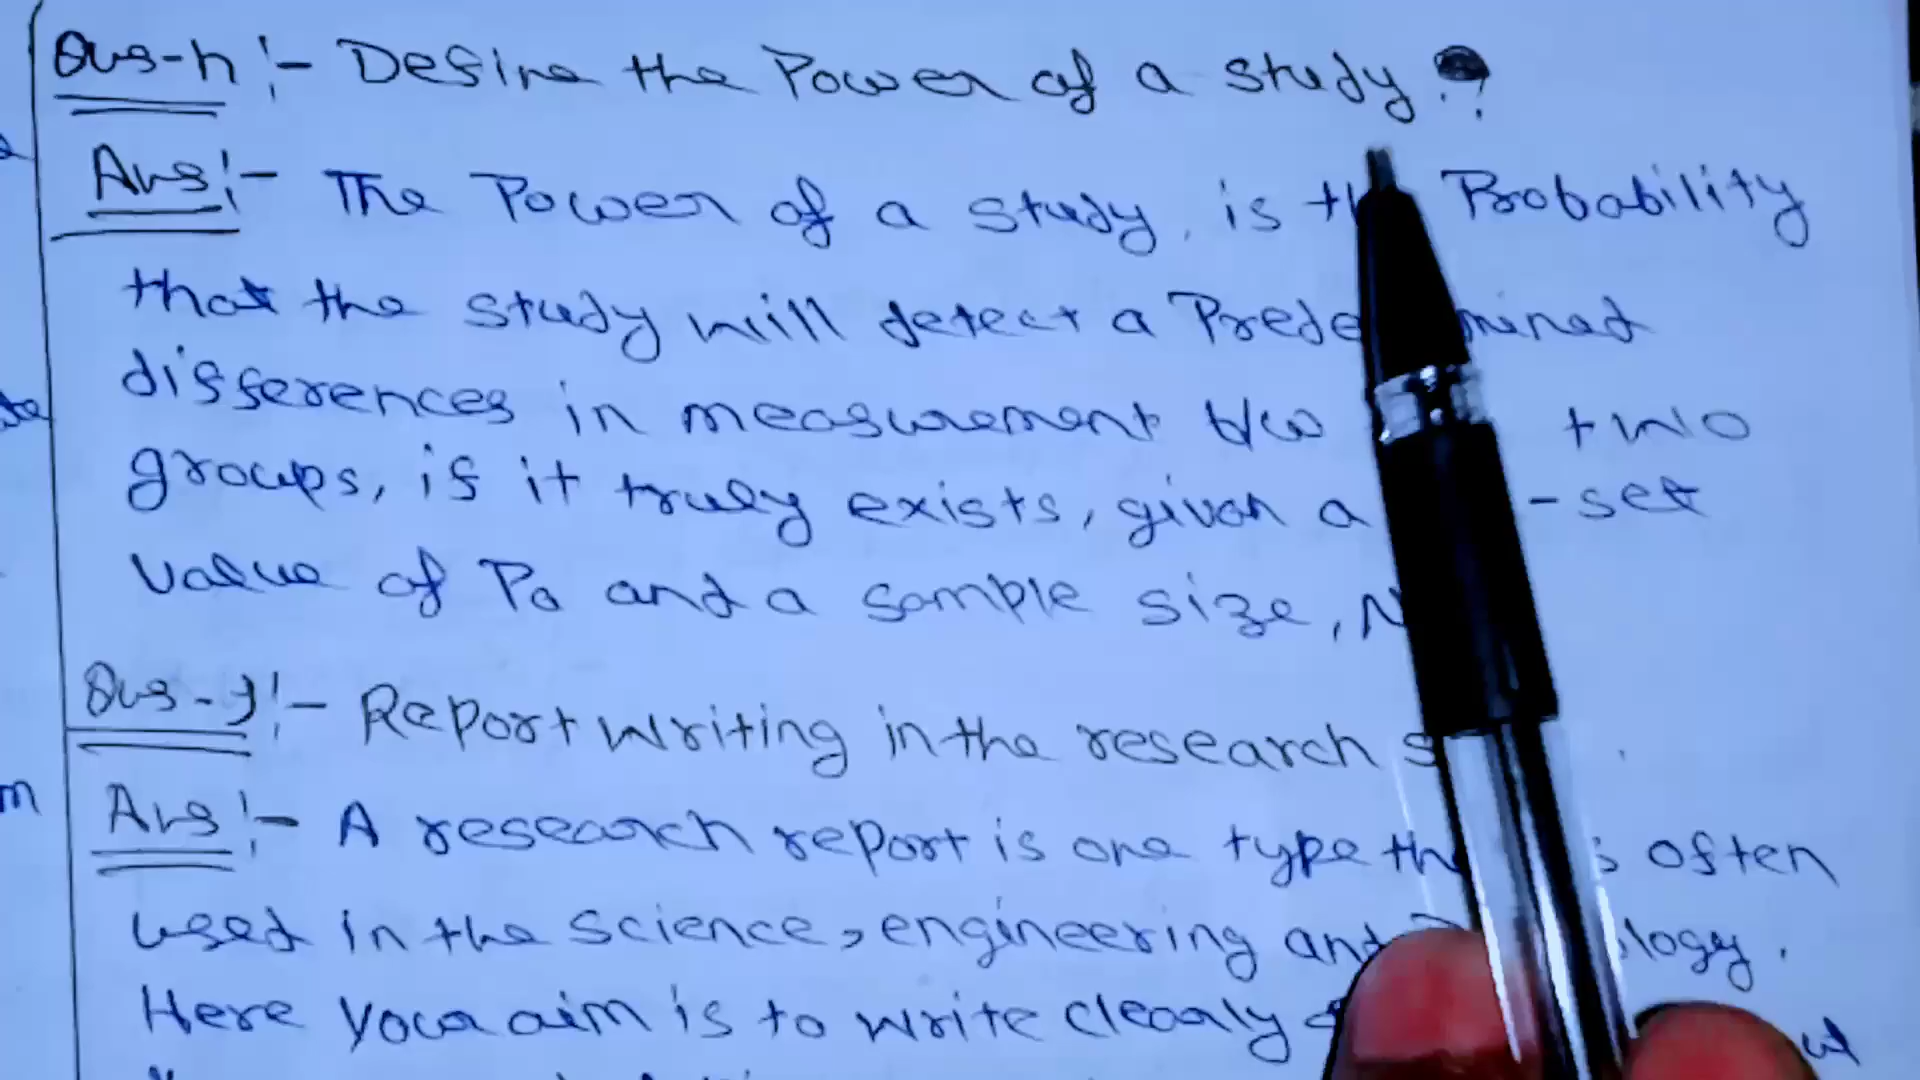 Qus-h:- Define the Power of a study?
Ans:- The Power of a study, is the Probability
that the study will detect a Predetermined
differences in measurement b/w two
groups, if it truly exists, given a -set
value of Pa and a sample size, N
Qus-y:- Report writing in the research
Ans:- A research report is one type often
used in the science, engineering and
Here your aim is to write clearly